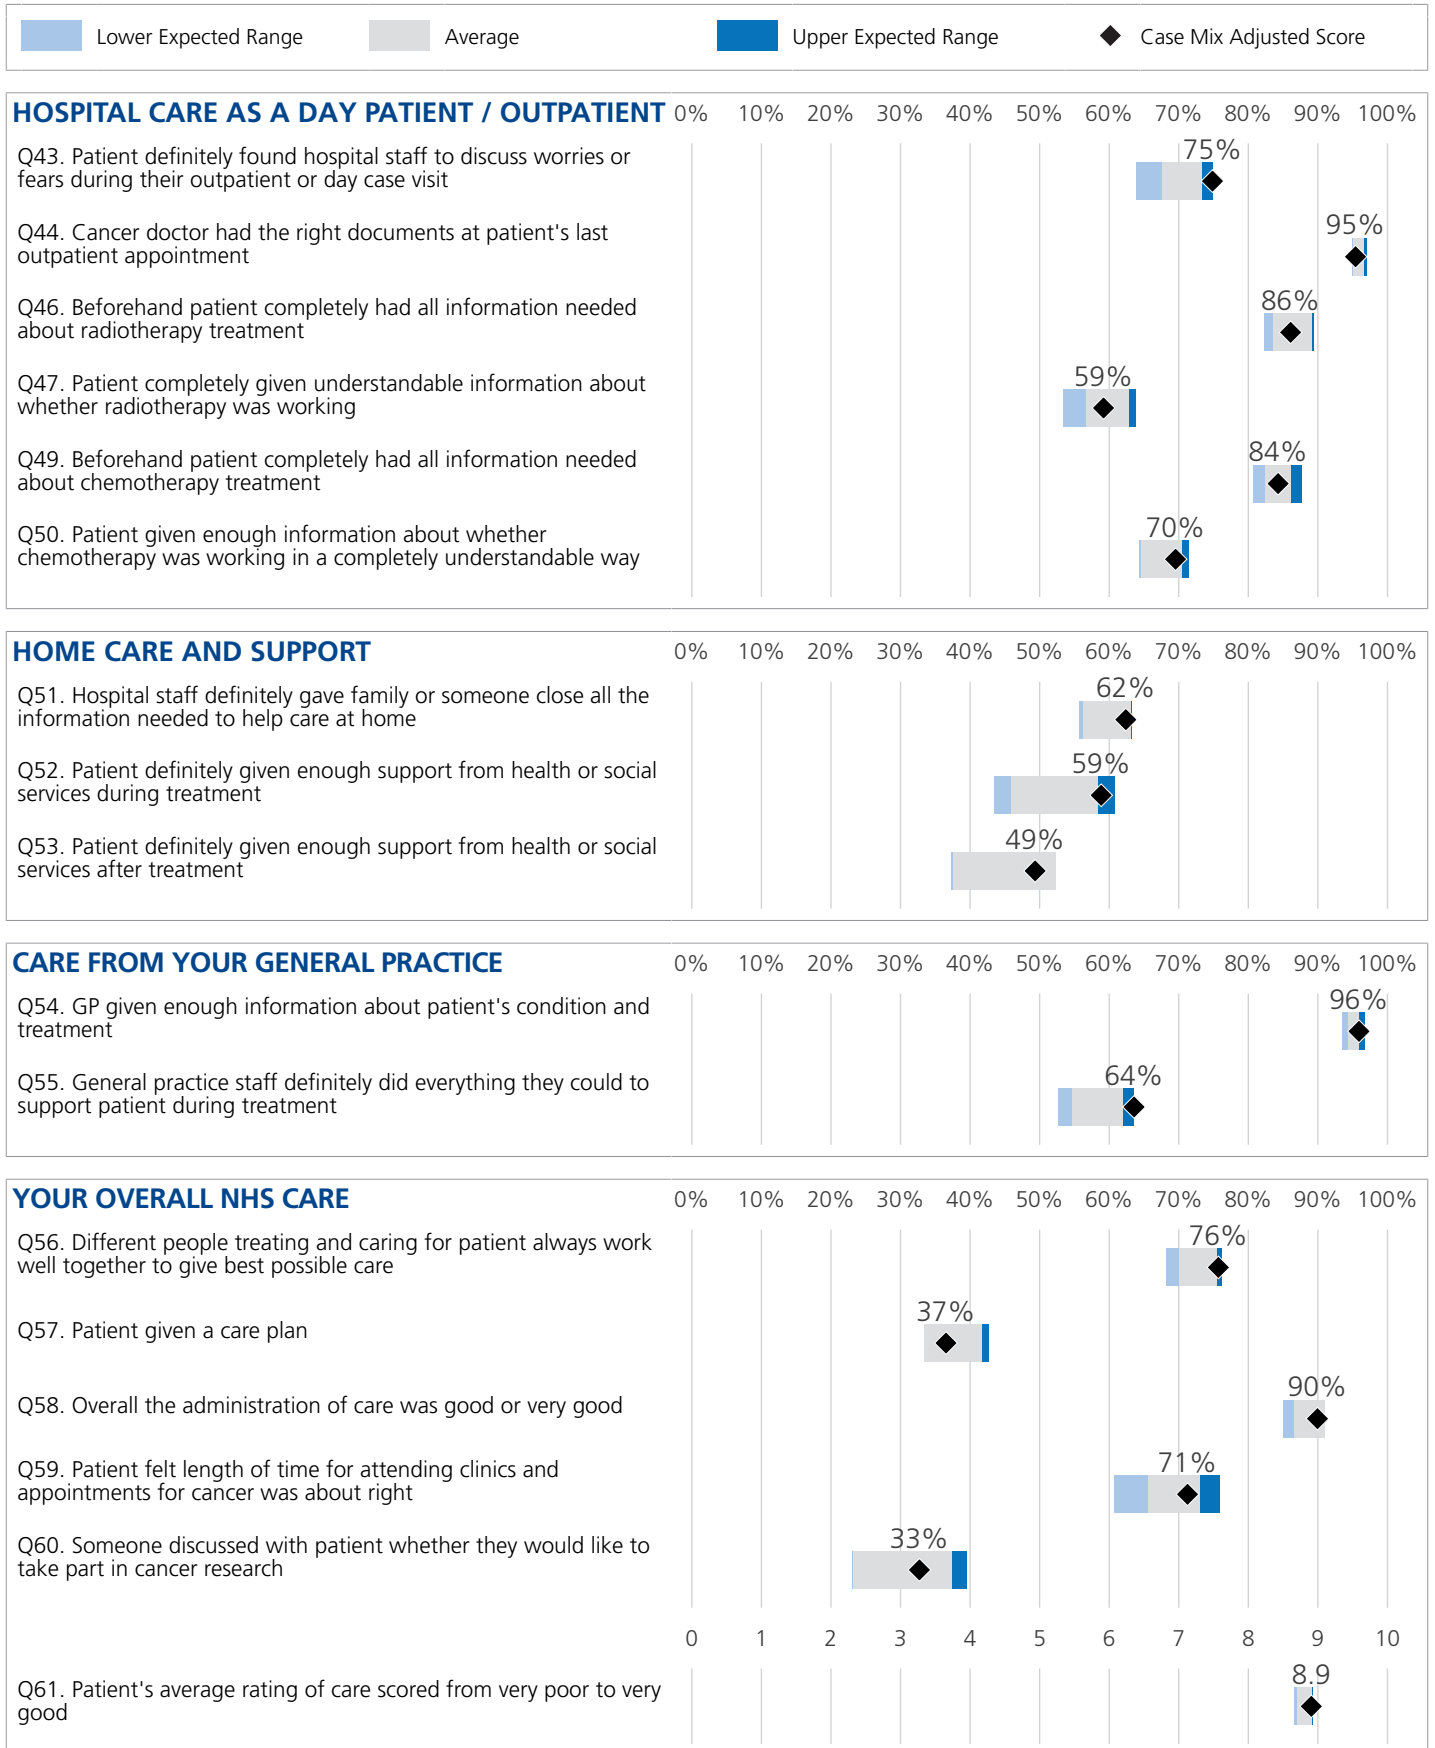 Lower Expected Range Average Upper Expected Range Case Mix Adjusted Score
HOSPITAL CARE AS A DAY PATIENT / OUTPATIENT 0% 10% 20% 30% 40% 50% 60% 70% 80% 90% 100%
Q43. Patient definitely found hospital staff to discuss worries or
fears during their outpatient or day case visit
75%
Q44. Cancer doctor had the right documents at patient's last
outpatient appointment
95%
Q46. Beforehand patient completely had all information needed
about radiotherapy treatment
86%
Q47. Patient completely given understandable information about
whether radiotherapy was working
59%
Q49. Beforehand patient completely had all information needed
about chemotherapy treatment
84%
Q50. Patient given enough information about whether
chemotherapy was working in a completely understandable way
70%
HOME CARE AND SUPPORT 0% 10% 20% 30% 40% 50% 60% 70% 80% 90% 100%
Q51. Hospital staff definitely gave family or someone close all the
information needed to help care at home
62%
Q52. Patient definitely given enough support from health or social
services during treatment
59%
Q53. Patient definitely given enough support from health or social
services after treatment
49%
CARE FROM YOUR GENERAL PRACTICE 0% 10% 20% 30% 40% 50% 60% 70% 80% 90% 100%
Q54. GP given enough information about patient's condition and
treatment
96%
Q55. General practice staff definitely did everything they could to
support patient during treatment
64%
YOUR OVERALL NHS CARE 0% 10% 20% 30% 40% 50% 60% 70% 80% 90% 100%
Q56. Different people treating and caring for patient always work
well together to give best possible care
76%
Q57. Patient given a care plan
37%
Q58. Overall the administration of care was good or very good
90%
Q59. Patient felt length of time for attending clinics and
appointments for cancer was about right
71%
Q60. Someone discussed with patient whether they would like to
take part in cancer research
33%
0 1 2 3 4 5 6 7 8 9 10
Q61. Patient's average rating of care scored from very poor to very
good
8.9